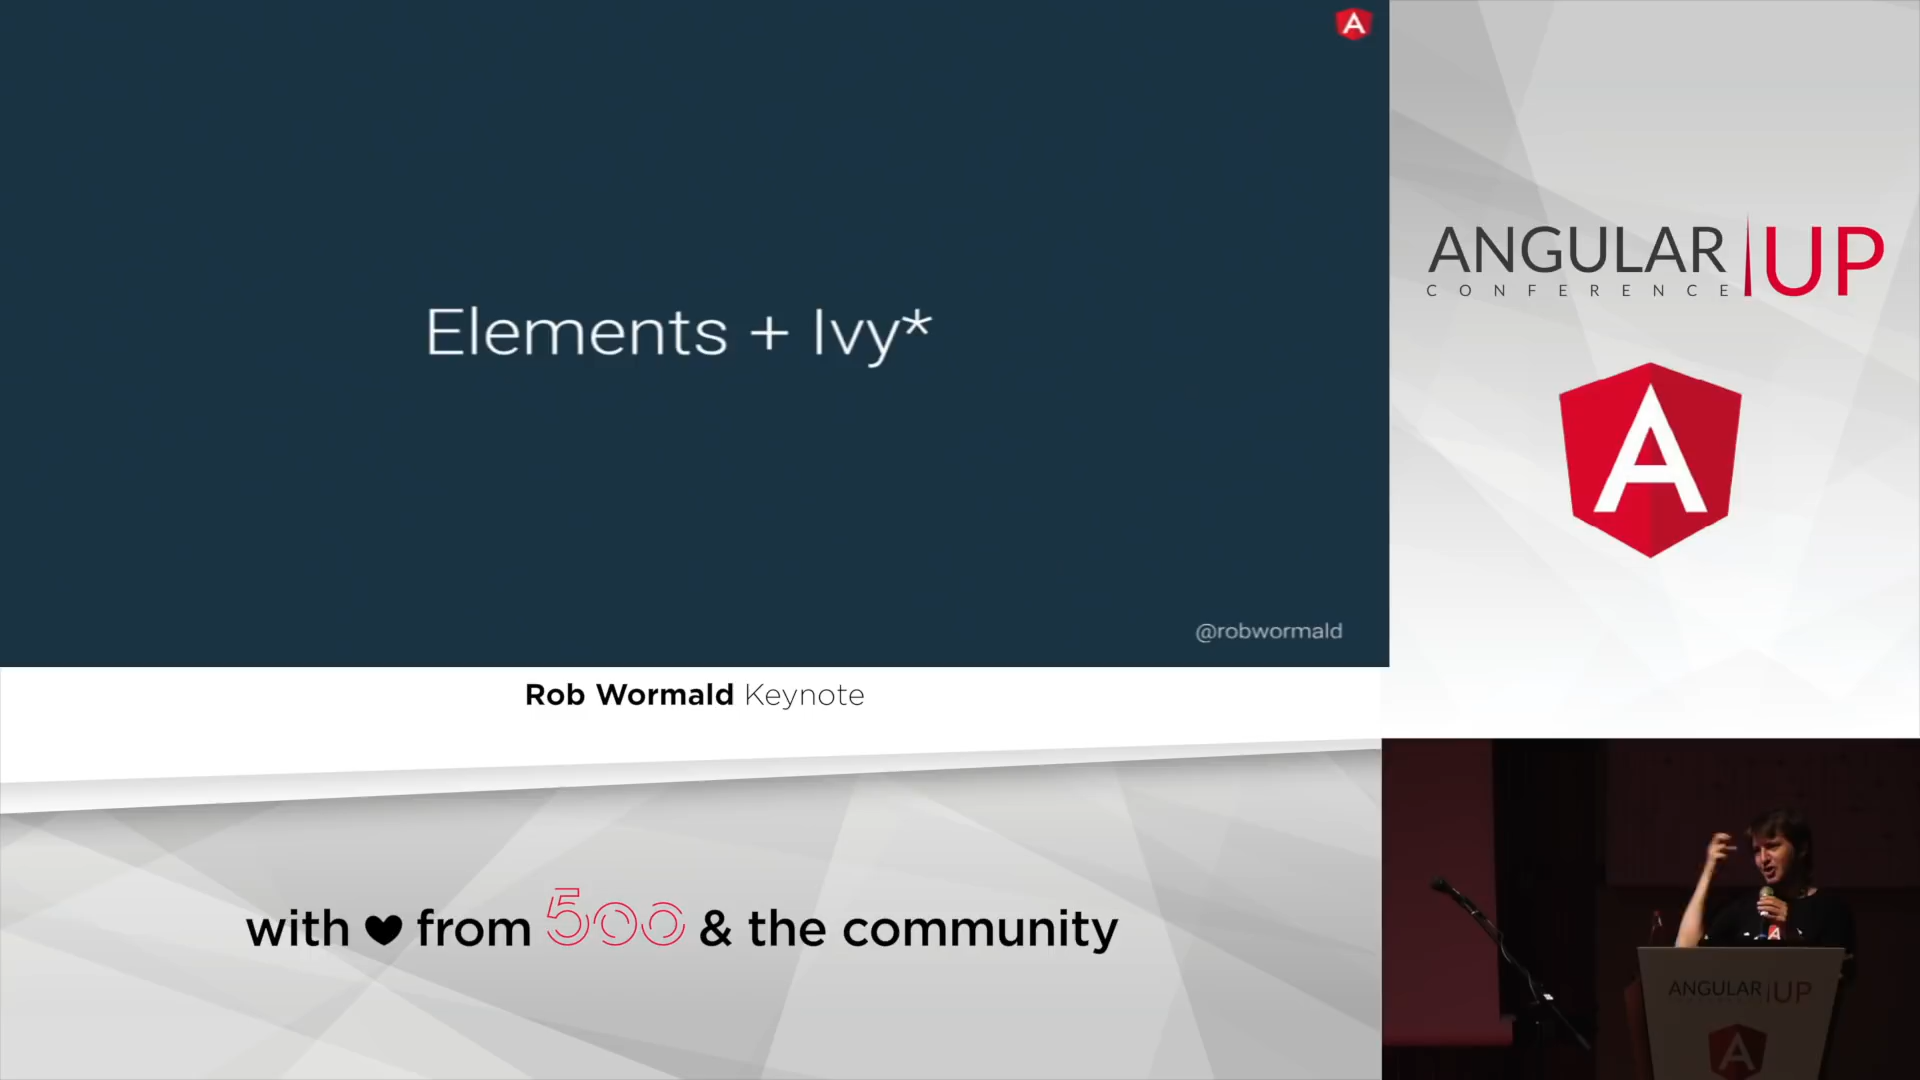 Elements + Ivy*
@robwormald
Rob Wormald Keynote
with ♥ from 500 & the community
ANGULAR UP
CONFERENCE
ANGULAR UP